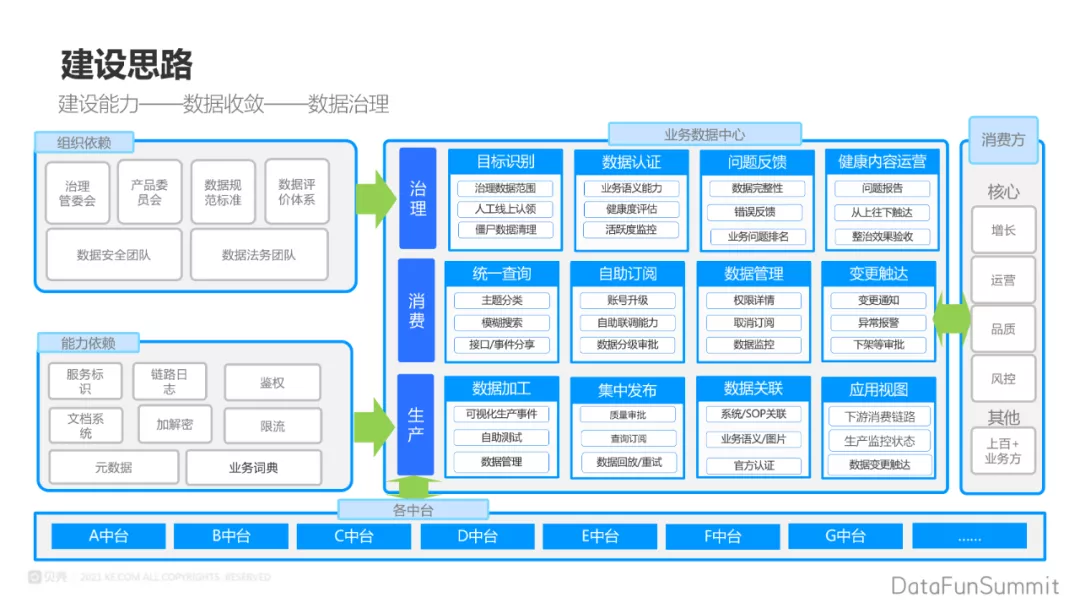 建设思路
建设能力——数据收敛——数据治理
组织依赖
治理
管委会
产品委
员会
数据规
范标准
数据评
价体系
数据安全团队
数据法务团队
能力依赖
服务标
识
链路日
志
鉴权
文档系
统
加解密
限流
元数据
业务词典
业务数据中心
治
理
目标识别
治理数据范围
人工线上认领
僵尸数据清理
数据认证
业务语义能力
健康度评估
活跃度监控
问题反馈
数据完整性
错误反馈
业务问题排名
健康内容运营
问题报告
从上往下触达
整治效果验收
消
费
统一查询
主题分类
模糊搜索
接口/事件分享
自助订阅
账号升级
自助联调能力
数据分级审批
数据管理
权限详情
取消订阅
数据监控
变更触达
变更通知
异常报警
下架等审批
生
产
数据加工
可视化生产事件
自助测试
数据管理
集中发布
质量审批
查询订阅
数据回放/重试
数据关联
系统/SOP关联
业务语义/图片
官方认证
应用视图
下游消费链路
生产监控状态
数据变更触达
消费方
核心
增长
运营
品质
风控
其他
上百+
业务方
各中台
A中台
B中台
C中台
D中台
E中台
F中台
G中台
......
贝壳 2021 KE.COM ALL COPYRIGHTS RESERVED
DataFunSummit